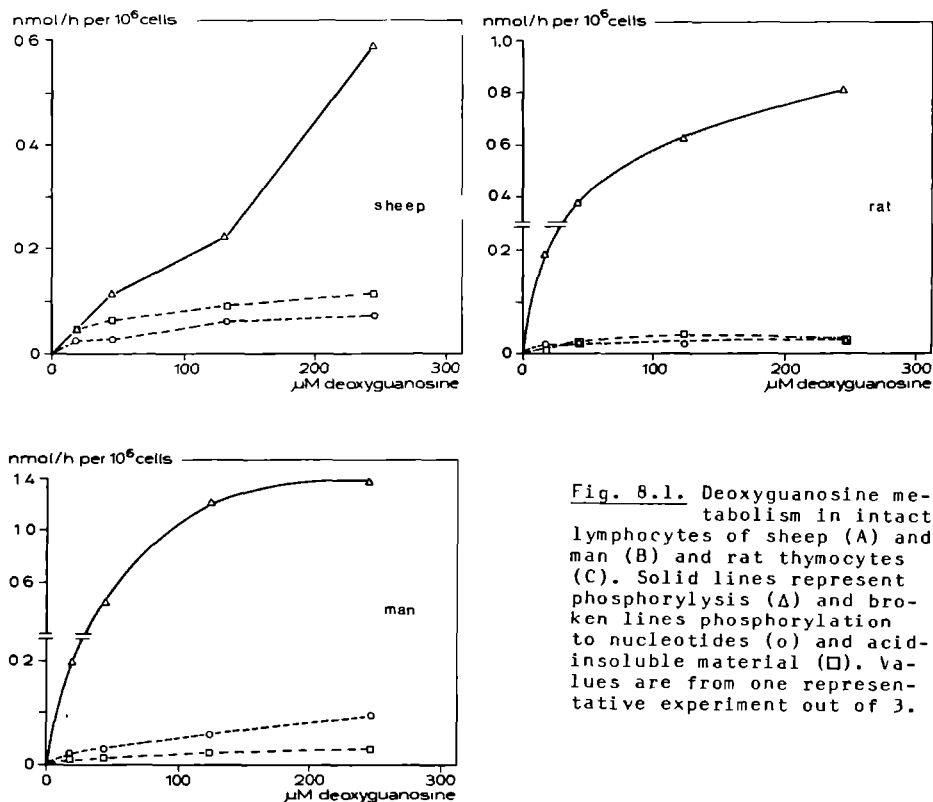 nmol/h per 10⁶cells
0 6
0 4
0 2
0
0
100
200
300
µM deoxyguanosine
sheep
nmol/h per 10⁶cells
1.0
0 8
0 6
0 4
0 2
0
0
100
200
300
µM deoxyguanosine
rat
nmol/h per 10⁶cells
1 4
0 6
0 2
0
0
100
200
300
µM deoxyguanosine
man
Fig. 8.1. Deoxyguanosine me-
tabolism in intact
lymphocytes of sheep (A) and
man (B) and rat thymocytes
(C). Solid lines represent
phosphorylysis (Δ) and bro-
ken lines phosphorylation
to nucleotides (o) and acid-
insoluble material (□). Va-
lues are from one represen-
tative experiment out of 3.